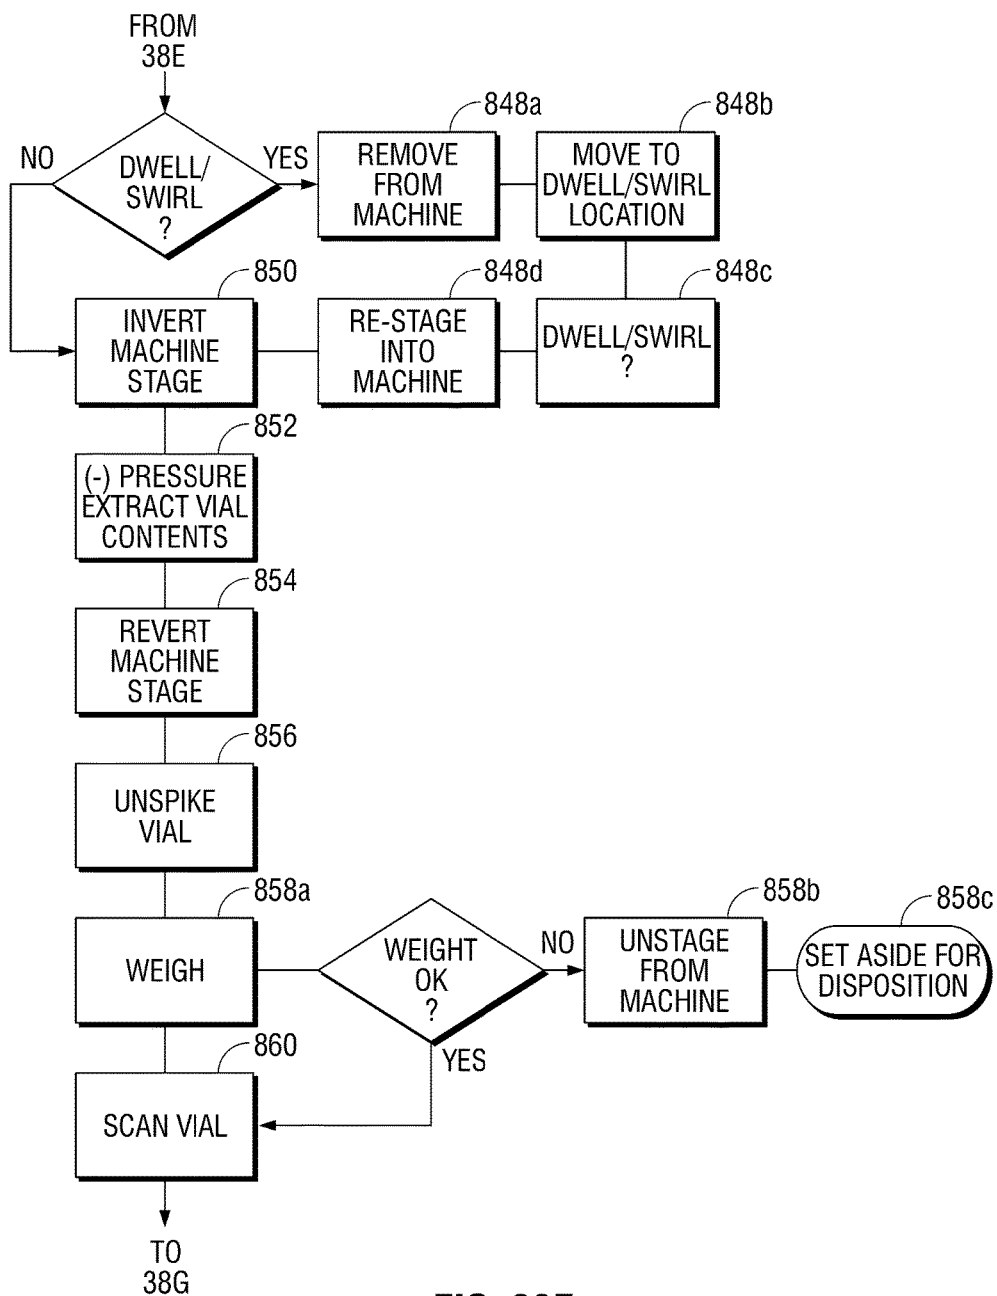 FROM
38E
NO
DWELL/
SWIRL
?
YES
848a
REMOVE
FROM
MACHINE
848b
MOVE TO
DWELL/SWIRL
LOCATION
850
INVERT
MACHINE
STAGE
848d
RE-STAGE
INTO
MACHINE
848c
DWELL/SWIRL
?
852
(-) PRESSURE
EXTRACT VIAL
CONTENTS
854
REVERT
MACHINE
STAGE
856
UNSPIKE
VIAL
858a
WEIGH
WEIGHT
OK
?
NO
858b
UNSTAGE
FROM
MACHINE
858c
SET ASIDE FOR
DISPOSITION
YES
860
SCAN VIAL
TO
38G